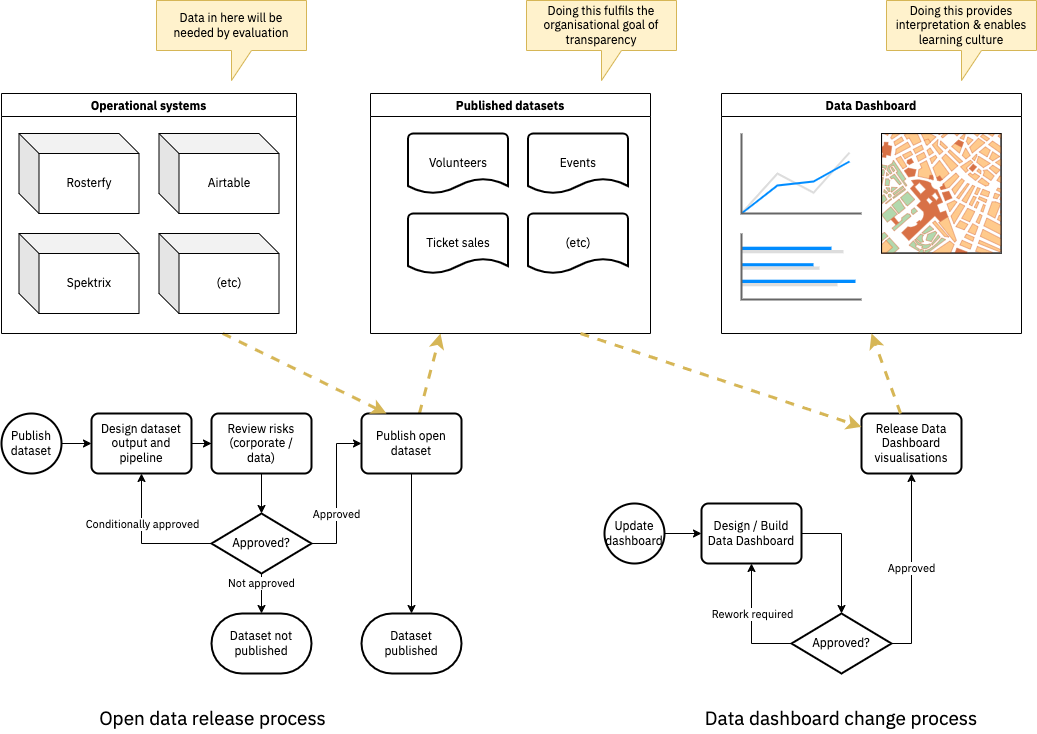 Data in here will be
needed by evaluation
Doing this fulfils the
organisational goal of
transparency
Doing this provides
interpretation & enables
learning culture
Operational systems
Rosterfy
Airtable
Spektrix
(etc)
Published datasets
Volunteers
Events
Ticket sales
(etc)
Data Dashboard
Publish
dataset
Design dataset
output and
pipeline
Review risks
(corporate /
data)
Publish open
dataset
Conditionally approved
Approved?
Approved
Not approved
Dataset not
published
Dataset
published
Release Data
Dashboard
visualisations
Update
dashboard
Design / Build
Data Dashboard
Approved
Rework required
Approved?
Open data release process
Data dashboard change process